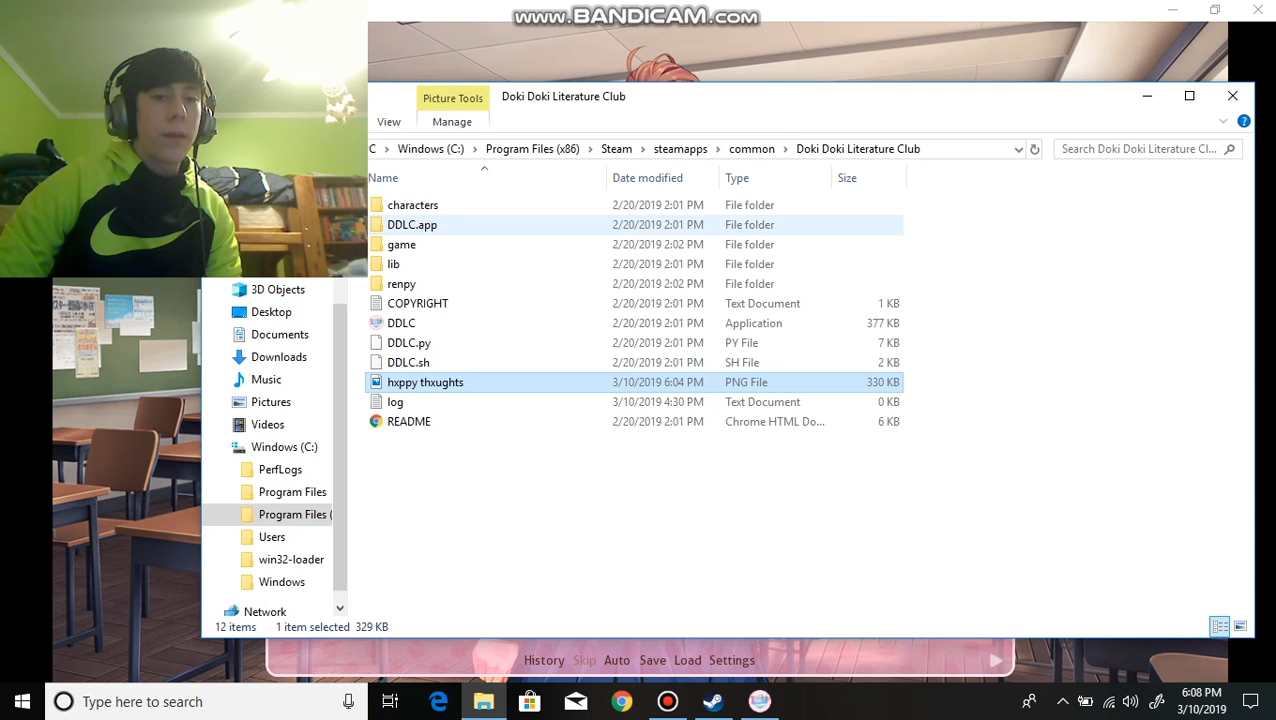 www.BANDICAM.com
Picture Tools
Doki Doki Literature Club
View
Manage
C
Windows (C:)
Program Files (x86)
Steam
steamapps
common
Doki Doki Literature Club
Search Doki Doki Literature Cl...
Name
Date modified
Type
Size
characters 2/20/2019 2:01 PM File folder
DDLC.app 2/20/2019 2:01 PM File folder
game 2/20/2019 2:02 PM File folder
lib 2/20/2019 2:01 PM File folder
renpy 2/20/2019 2:02 PM File folder
COPYRIGHT 2/20/2019 2:01 PM Text Document 1 KB
DDLC 2/20/2019 2:01 PM Application 377 KB
DDLC.py 2/20/2019 2:01 PM PY File 7 KB
DDLC.sh 2/20/2019 2:01 PM SH File 2 KB
hxppy thxughts 3/10/2019 6:04 PM PNG File 330 KB
log 3/10/2019 4:30 PM Text Document 0 KB
README 2/20/2019 2:01 PM Chrome HTML Do... 6 KB
3D Objects
Desktop
Documents
Downloads
Music
Pictures
Videos
Windows (C:)
PerfLogs
Program Files
Program Files (
Users
win32-loader
Windows
Network
12 items 1 item selected 329 KB
History Skip Auto Save Load Settings
Type here to search
3/10/2019